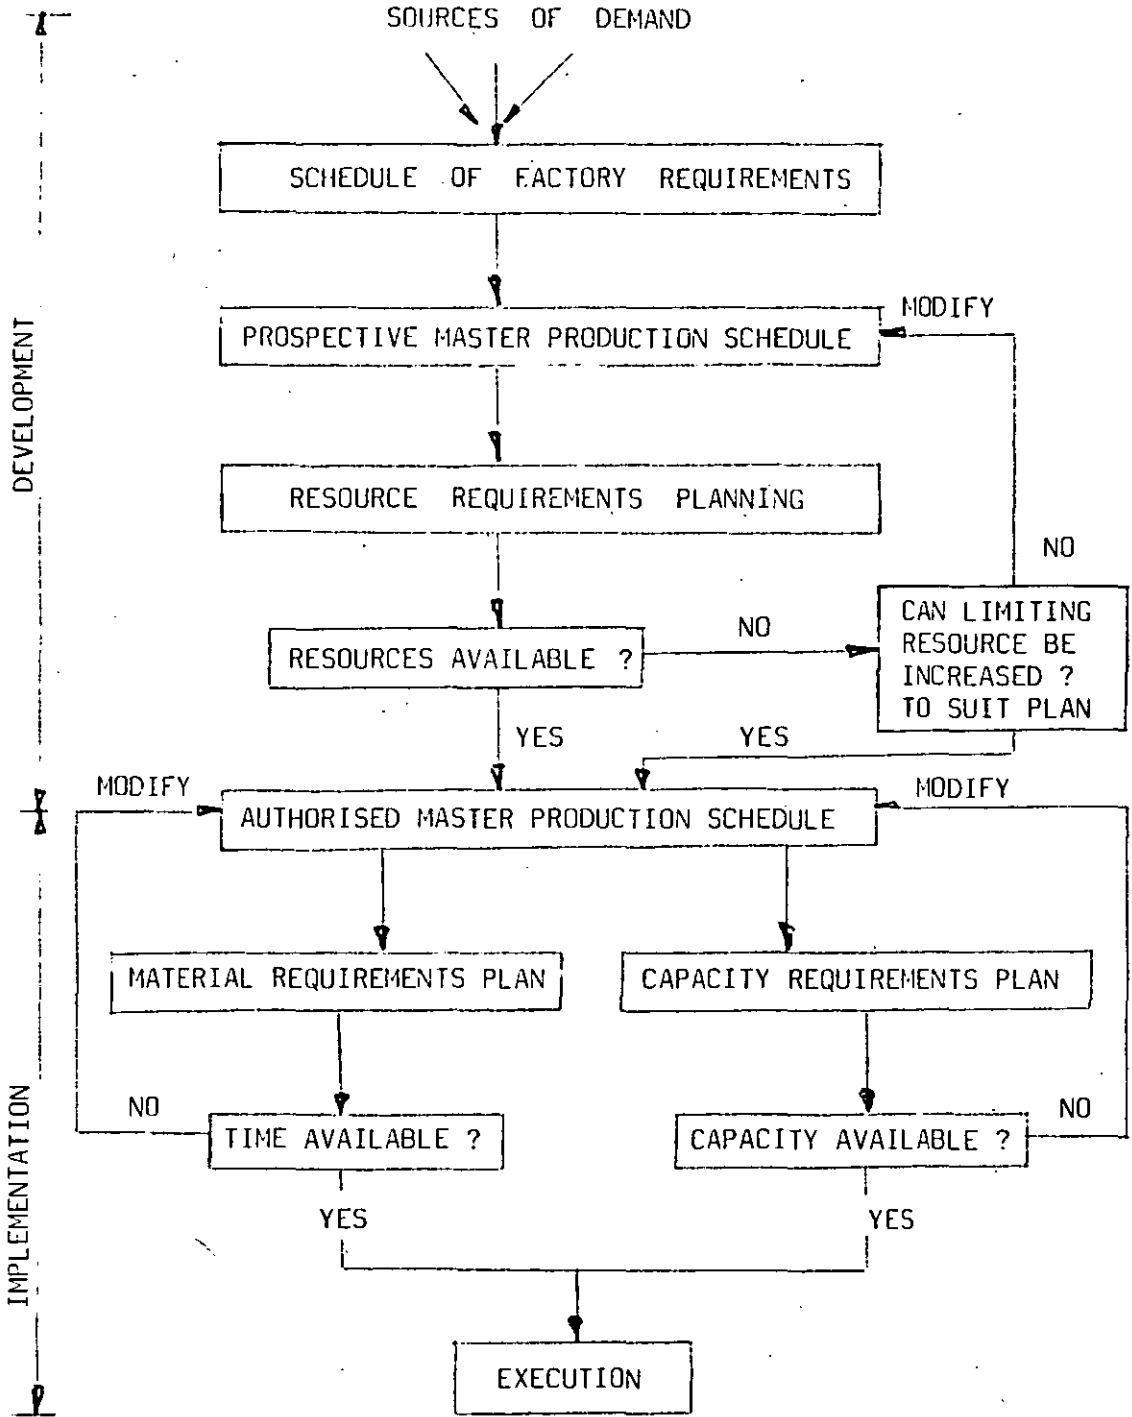 SOURCES OF DEMAND
SCHEDULE OF FACTORY REQUIREMENTS
MODIFY
PROSPECTIVE MASTER PRODUCTION SCHEDULE
DEVELOPMENT
RESOURCE REQUIREMENTS PLANNING
NO
CAN LIMITING
RESOURCE BE
INCREASED ?
TO SUIT PLAN
NO
RESOURCES AVAILABLE ?
YES
YES
MODIFY
MODIFY
AUTHORISED MASTER PRODUCTION SCHEDULE
MATERIAL REQUIREMENTS PLAN
CAPACITY REQUIREMENTS PLAN
IMPLEMENTATION
NO
TIME AVAILABLE ?
CAPACITY AVAILABLE ?
NO
YES
YES
EXECUTION